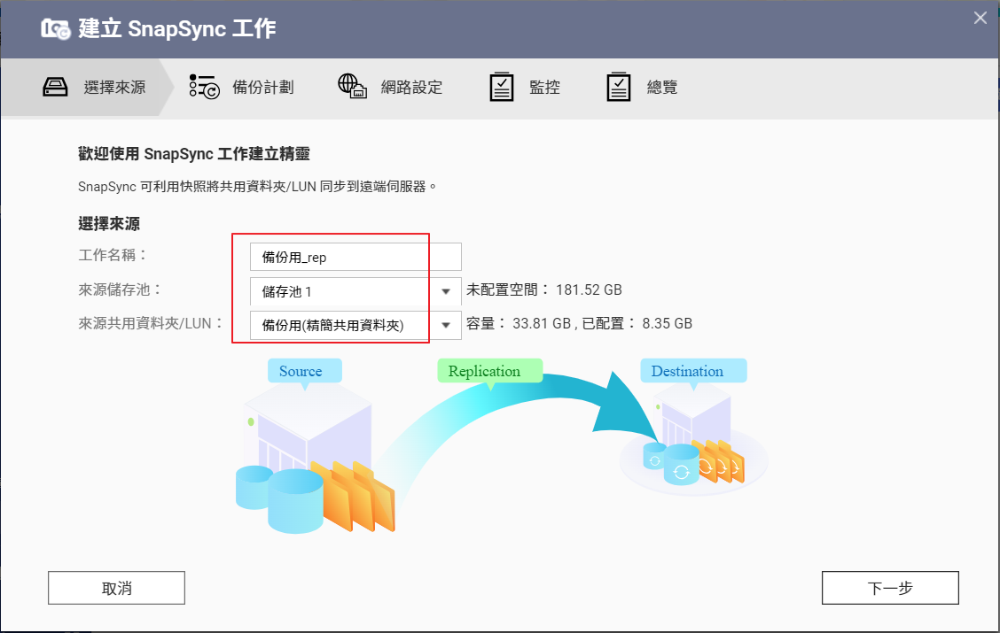 建立 SnapSync 工作
選擇來源
備份計劃
網路設定
監控
總覽
歡迎使用 SnapSync 工作建立精靈
SnapSync 可利用快照將共用資料夾/LUN 同步到遠端伺服器。
選擇來源
工作名稱：
備份用_rep
來源儲存池：
儲存池 1
未配置空間： 181.52 GB
來源共用資料夾/LUN：
備份用(精簡共用資料夾)
容量： 33.81 GB , 已配置： 8.35 GB
Source
Replication
Destination
取消
下一步